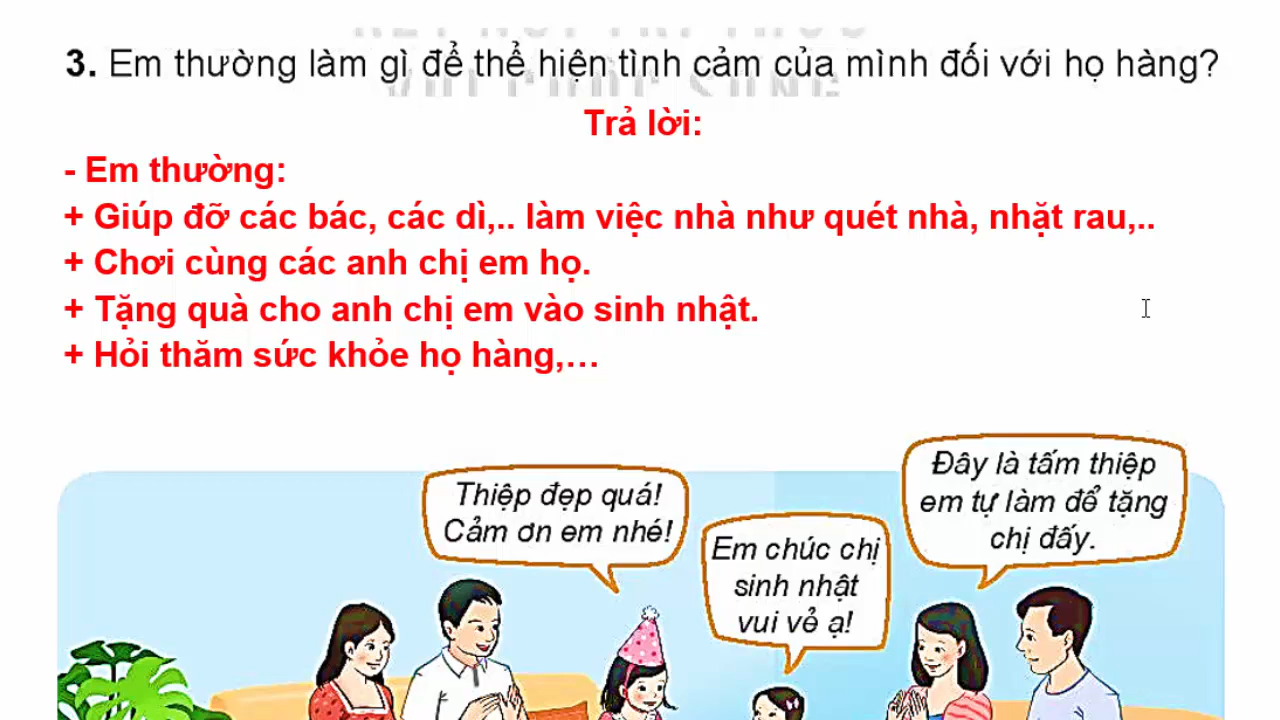 3. Em thường làm gì để thể hiện tình cảm của mình đối với họ hàng?
Trả lời:
- Em thường:
+ Giúp đỡ các bác, các dì,.. làm việc nhà như quét nhà, nhặt rau,..
+ Chơi cùng các anh chị em họ.
+ Tặng quà cho anh chị em vào sinh nhật.
+ Hỏi thăm sức khỏe họ hàng,…
Thiệp đẹp quá!
Cảm ơn em nhé!
Em chúc chị
sinh nhật
vui vẻ ạ!
Đây là tấm thiệp
em tự làm để tặng
chị đấy.